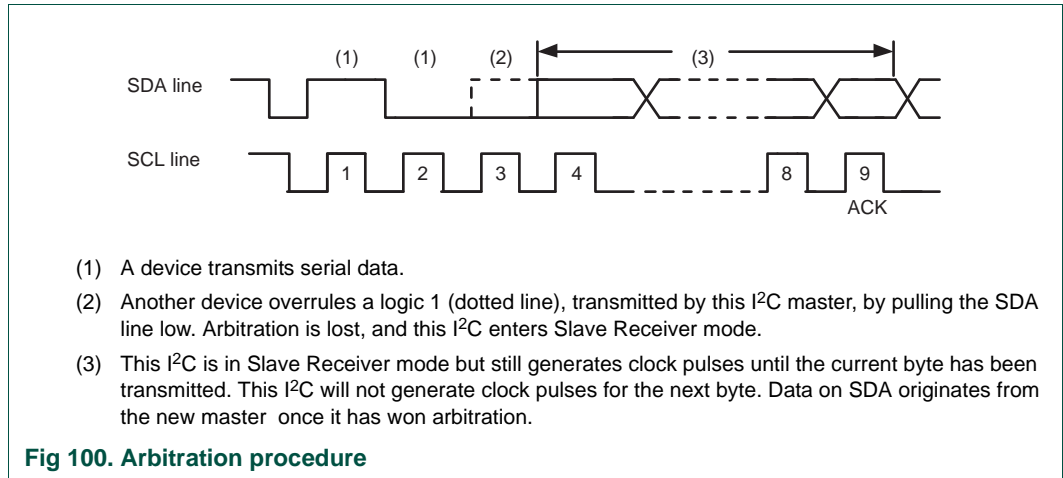 (1) (1) (2) (3)
SDA line
SCL line
1 2 3 4 8 9
ACK
(1) A device transmits serial data.
(2) Another device overrules a logic 1 (dotted line), transmitted by this I2C master, by pulling the SDA
line low. Arbitration is lost, and this I2C enters Slave Receiver mode.
(3) This I2C is in Slave Receiver mode but still generates clock pulses until the current byte has been
transmitted. This I2C will not generate clock pulses for the next byte. Data on SDA originates from
the new master once it has won arbitration.
Fig 100. Arbitration procedure